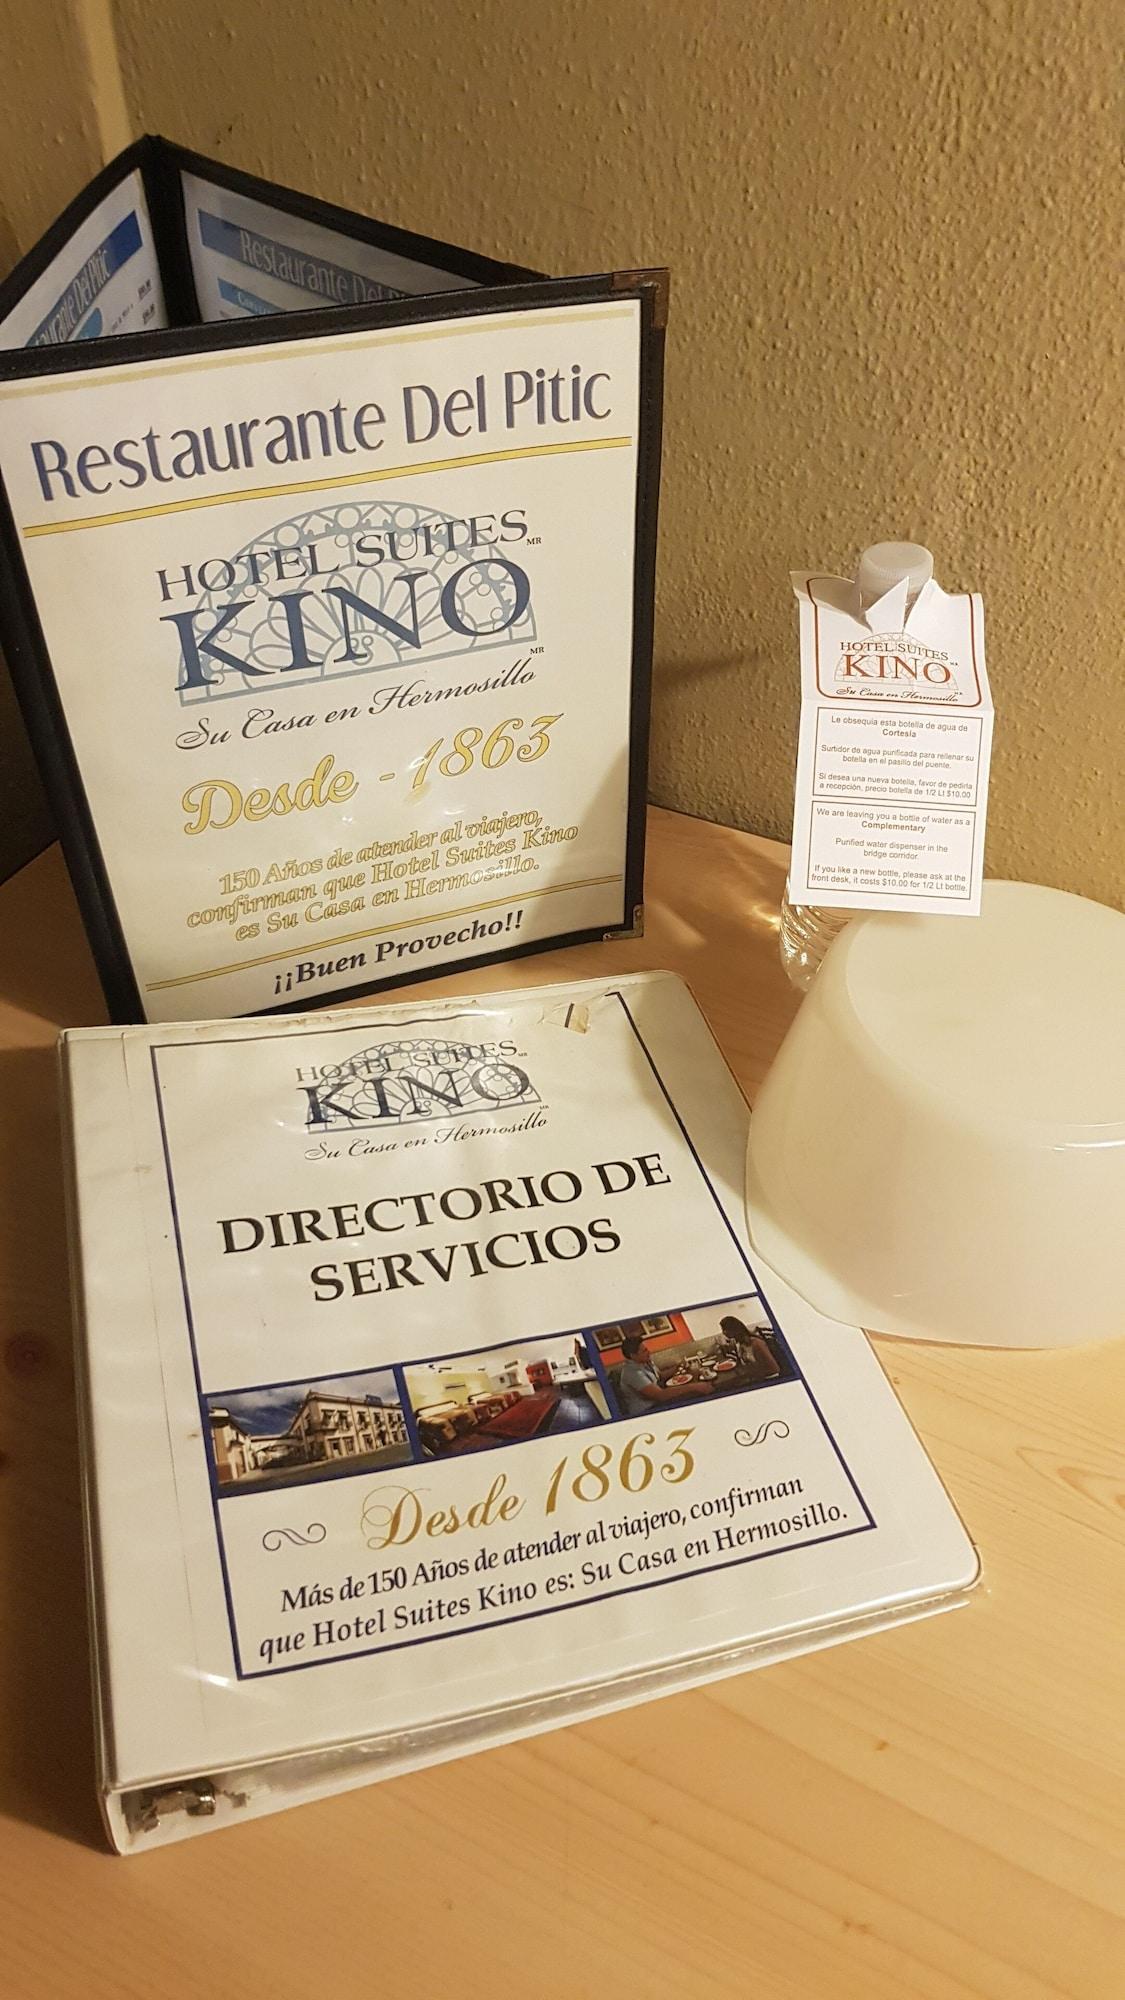 Restaurante Del Pitic
Restaurante Del Pitic
HOTEL SUITES MR
KINO MR
Su Casa en Hermosillo
Desde - 1863
150 Años de atender al viajero,
confirman que Hotel Suites Kino
es Su Casa en Hermosillo.
¡¡Buen Provecho!!
HOTEL SUITES
KINO
Su Casa en Hermosillo
Le obsequia esta botella de agua de
Cortesía
Surtidor de agua purificada para rellenar su
botella en el pasillo del puente.
Si desea una nueva botella, favor de pedirla
a recepción, precio botella de 1/2 Lt $10.00
We are leaving you a bottle of water as a
Complementary
Purified water dispenser in the
bridge corridor.
If you like a new bottle, please ask at the
front desk, it costs $10.00 for 1/2 Lt bottle.
HOTEL SUITES MR
KINO MR
Su Casa en Hermosillo
DIRECTORIO DE
SERVICIOS
Desde 1863
Más de 150 Años de atender al viajero, confirman
que Hotel Suites Kino es: Su Casa en Hermosillo.